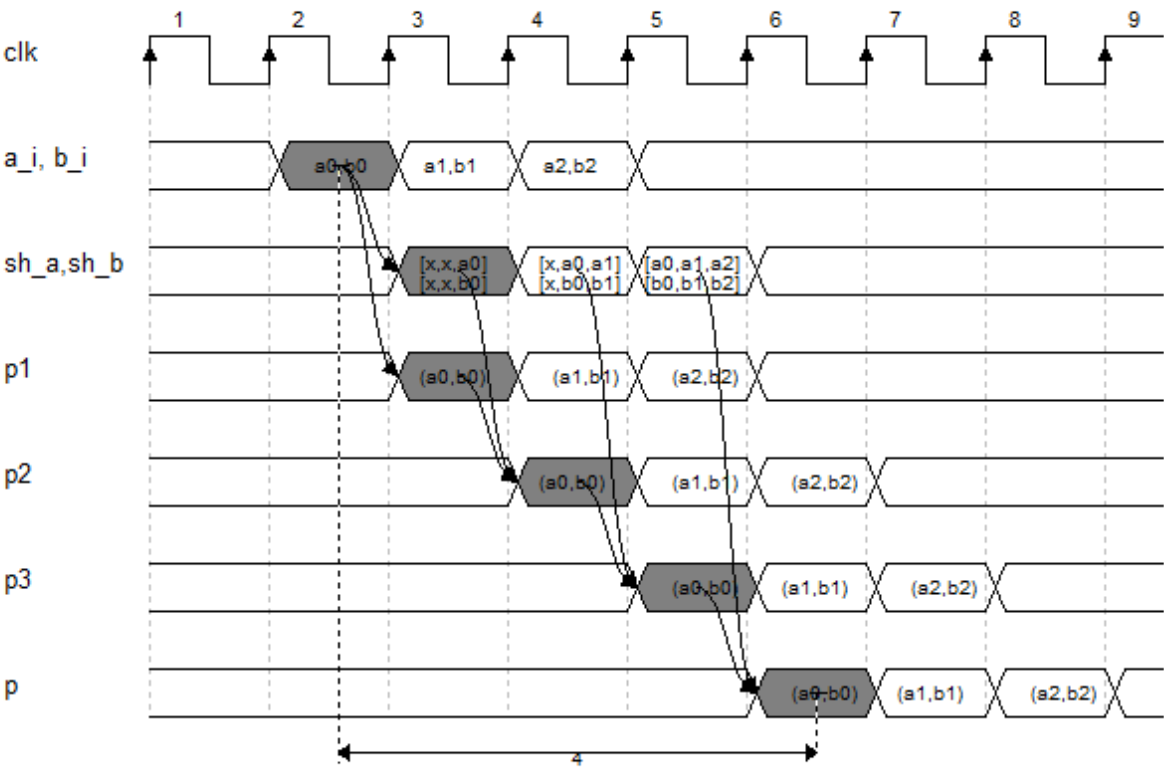 1 2 3 4 5 6 7 8 9
clk
a_i, b_i a0,b0 a1,b1 a2,b2
sh_a,sh_b [x,x,a0] [x,a0,a1] [a0,a1,a2]
[x,x,b0] [x,b0,b1] [b0,b1,b2]
p1 (a0,b0) (a1,b1) (a2,b2)
p2 (a0,b0) (a1,b1) (a2,b2)
p3 (a0,b0) (a1,b1) (a2,b2)
p (a0,b0) (a1,b1) (a2,b2)
4